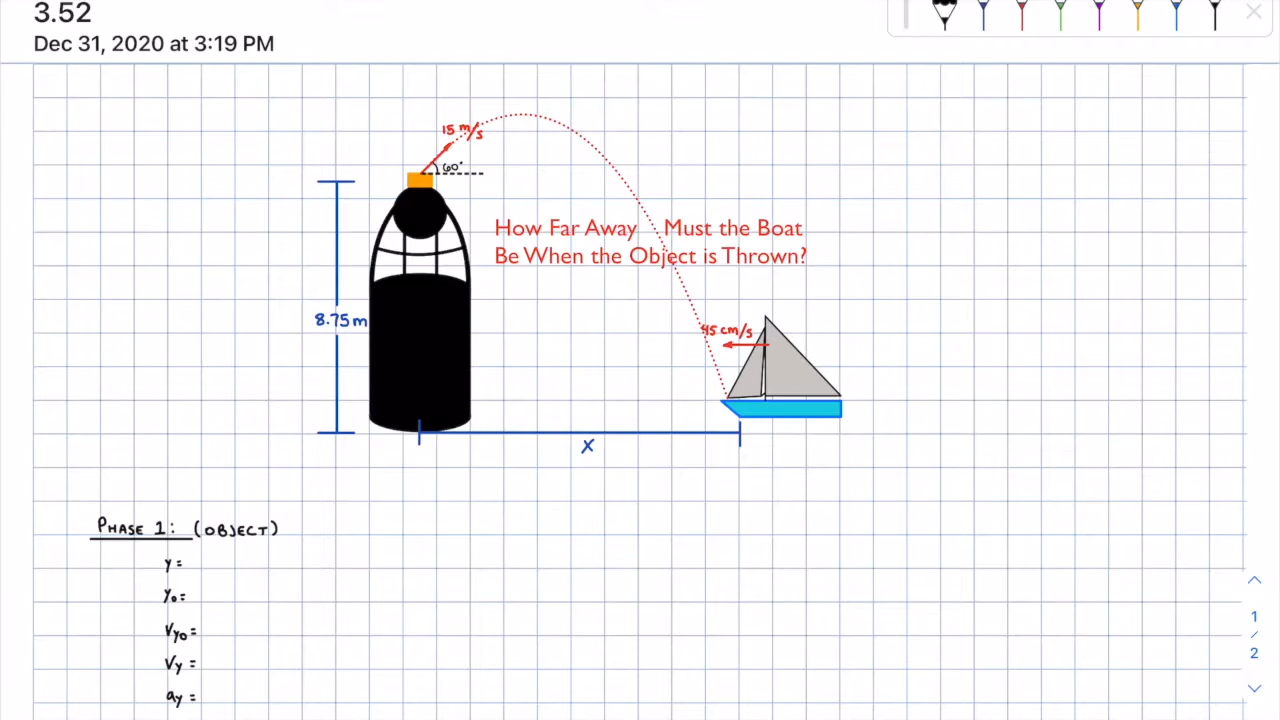 3.52
Dec 31, 2020 at 3:19 PM
15 m/s
60°
How Far Away Must the Boat
Be When the Object is Thrown?
8.75m
45 cm/s
X
PHASE 1: (OBJECT)
y =
y₀ =
Vy₀ =
Vy =
ay =
1
/
2